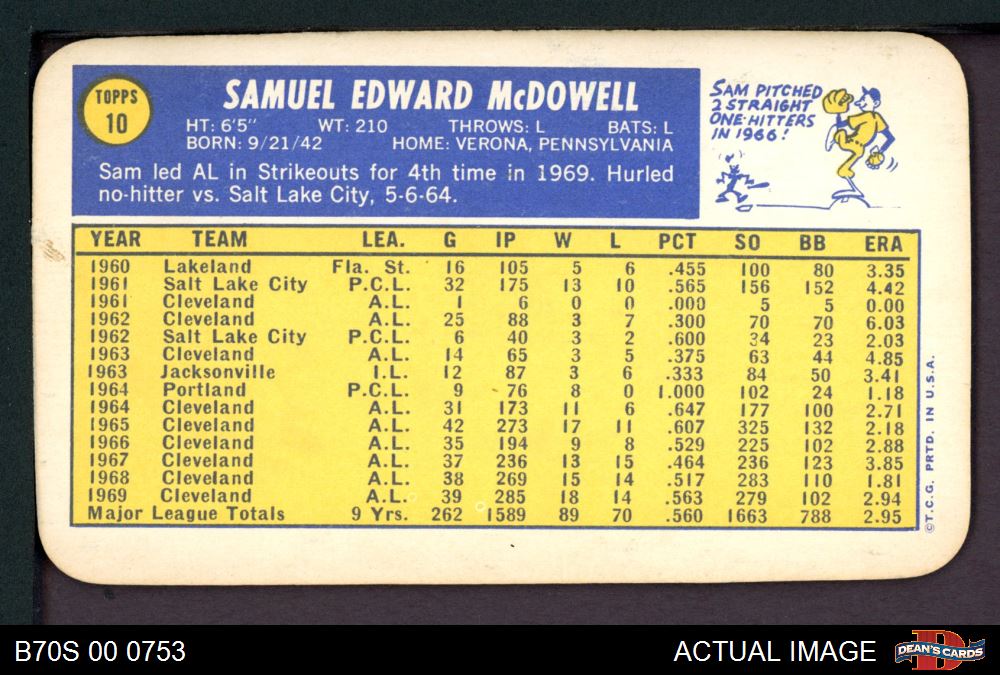 TOPPS
10
SAMUEL EDWARD McDOWELL
HT: 6'5" WT: 210 THROWS: L BATS: L
BORN: 9/21/42 HOME: VERONA, PENNSYLVANIA
Sam led AL in Strikeouts for 4th time in 1969. Hurled
no-hitter vs. Salt Lake City, 5-6-64.
SAM PITCHED
2 STRAIGHT
ONE-HITTERS
IN 1966!
YEAR TEAM LEA. G IP W L PCT SO BB ERA
1960 Lakeland Fla. St. 16 105 5 6 .455 100 80 3.35
1961 Salt Lake City P.C.L. 32 175 13 10 .565 156 152 4.42
1961 Cleveland A.L. 1 6 0 0 .000 5 5 0.00
1962 Cleveland A.L. 25 88 3 7 .300 70 70 6.03
1962 Salt Lake City P.C.L. 6 40 3 2 .600 34 23 2.03
1963 Cleveland A.L. 14 65 3 5 .375 63 44 4.85
1963 Jacksonville I.L. 12 87 3 6 .333 84 50 3.41
1964 Portland P.C.L. 9 76 8 0 1.000 102 24 1.18
1964 Cleveland A.L. 31 173 11 6 .647 177 100 2.71
1965 Cleveland A.L. 42 273 17 11 .607 325 132 2.18
1966 Cleveland A.L. 35 194 9 8 .529 225 102 2.88
1967 Cleveland A.L. 37 236 13 15 .464 236 123 3.85
1968 Cleveland A.L. 38 269 15 14 .517 283 110 1.81
1969 Cleveland A.L. 39 285 18 14 .563 279 102 2.94
Major League Totals 9 Yrs. 262 1589 89 70 .560 1663 788 2.95
©T.C.G. PRTD. IN U.S.A.
B70S 00 0753
ACTUAL IMAGE
DEAN'S CARDS